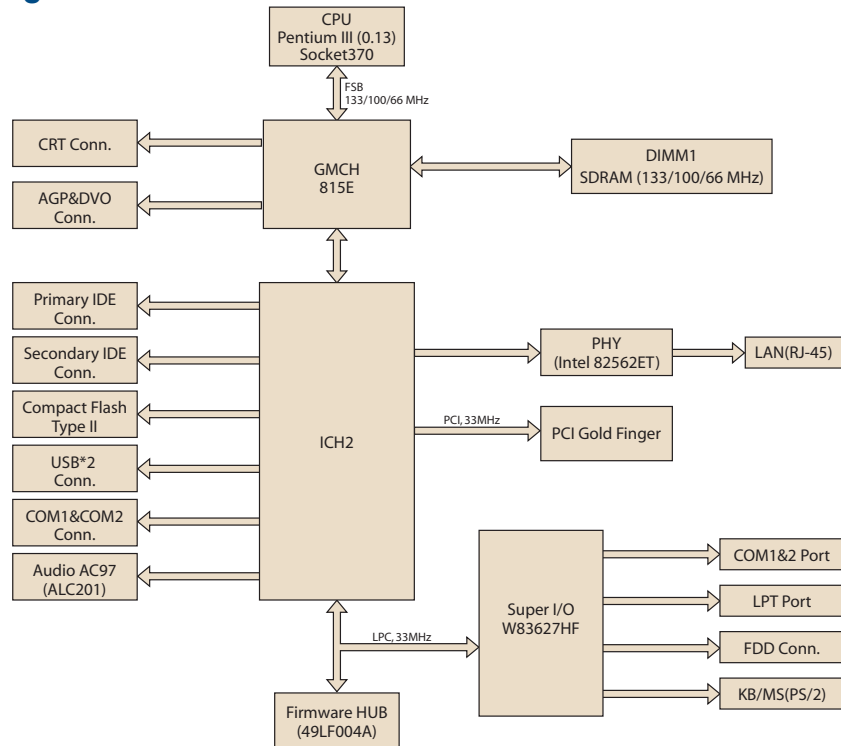 CPU
Pentium III (0.13)
Socket370
FSB
133/100/66 MHz
CRT Conn.
GMCH
815E
DIMM1
SDRAM (133/100/66 MHz)
AGP&DVO
Conn.
Primary IDE
Conn.
Secondary IDE
Conn.
Compact Flash
Type II
USB*2
Conn.
COM1&COM2
Conn.
Audio AC97
(ALC201)
ICH2
PHY
(Intel 82562ET)
LAN(RJ-45)
PCI, 33MHz
PCI Gold Finger
LPC, 33MHz
Super I/O
W83627HF
COM1&2 Port
LPT Port
FDD Conn.
KB/MS(PS/2)
Firmware HUB
(49LF004A)